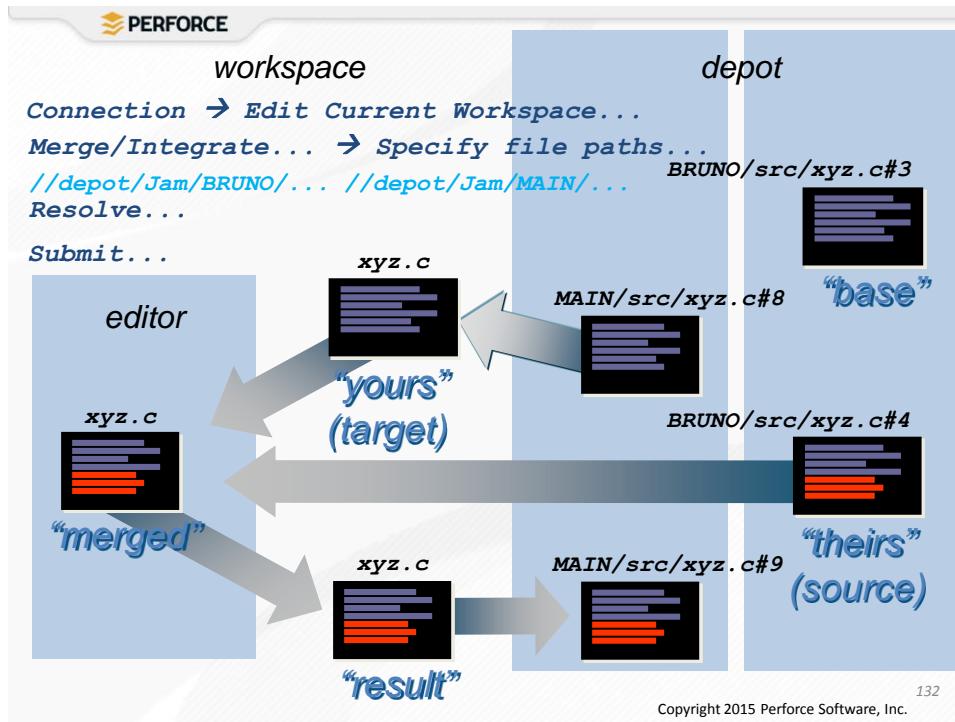 PERFORCE
workspace
depot
Connection → Edit Current Workspace...
Merge/Integrate... → Specify file paths...
//depot/Jam/BRUNO/... //depot/Jam/MAIN/...
Resolve...
Submit...
BRUNO/src/xyz.c#3
"base"
xyz.c
MAIN/src/xyz.c#8
editor
"yours"
(target)
xyz.c
BRUNO/src/xyz.c#4
"merged"
"theirs"
(source)
xyz.c
MAIN/src/xyz.c#9
"result"
132
Copyright 2015 Perforce Software, Inc.